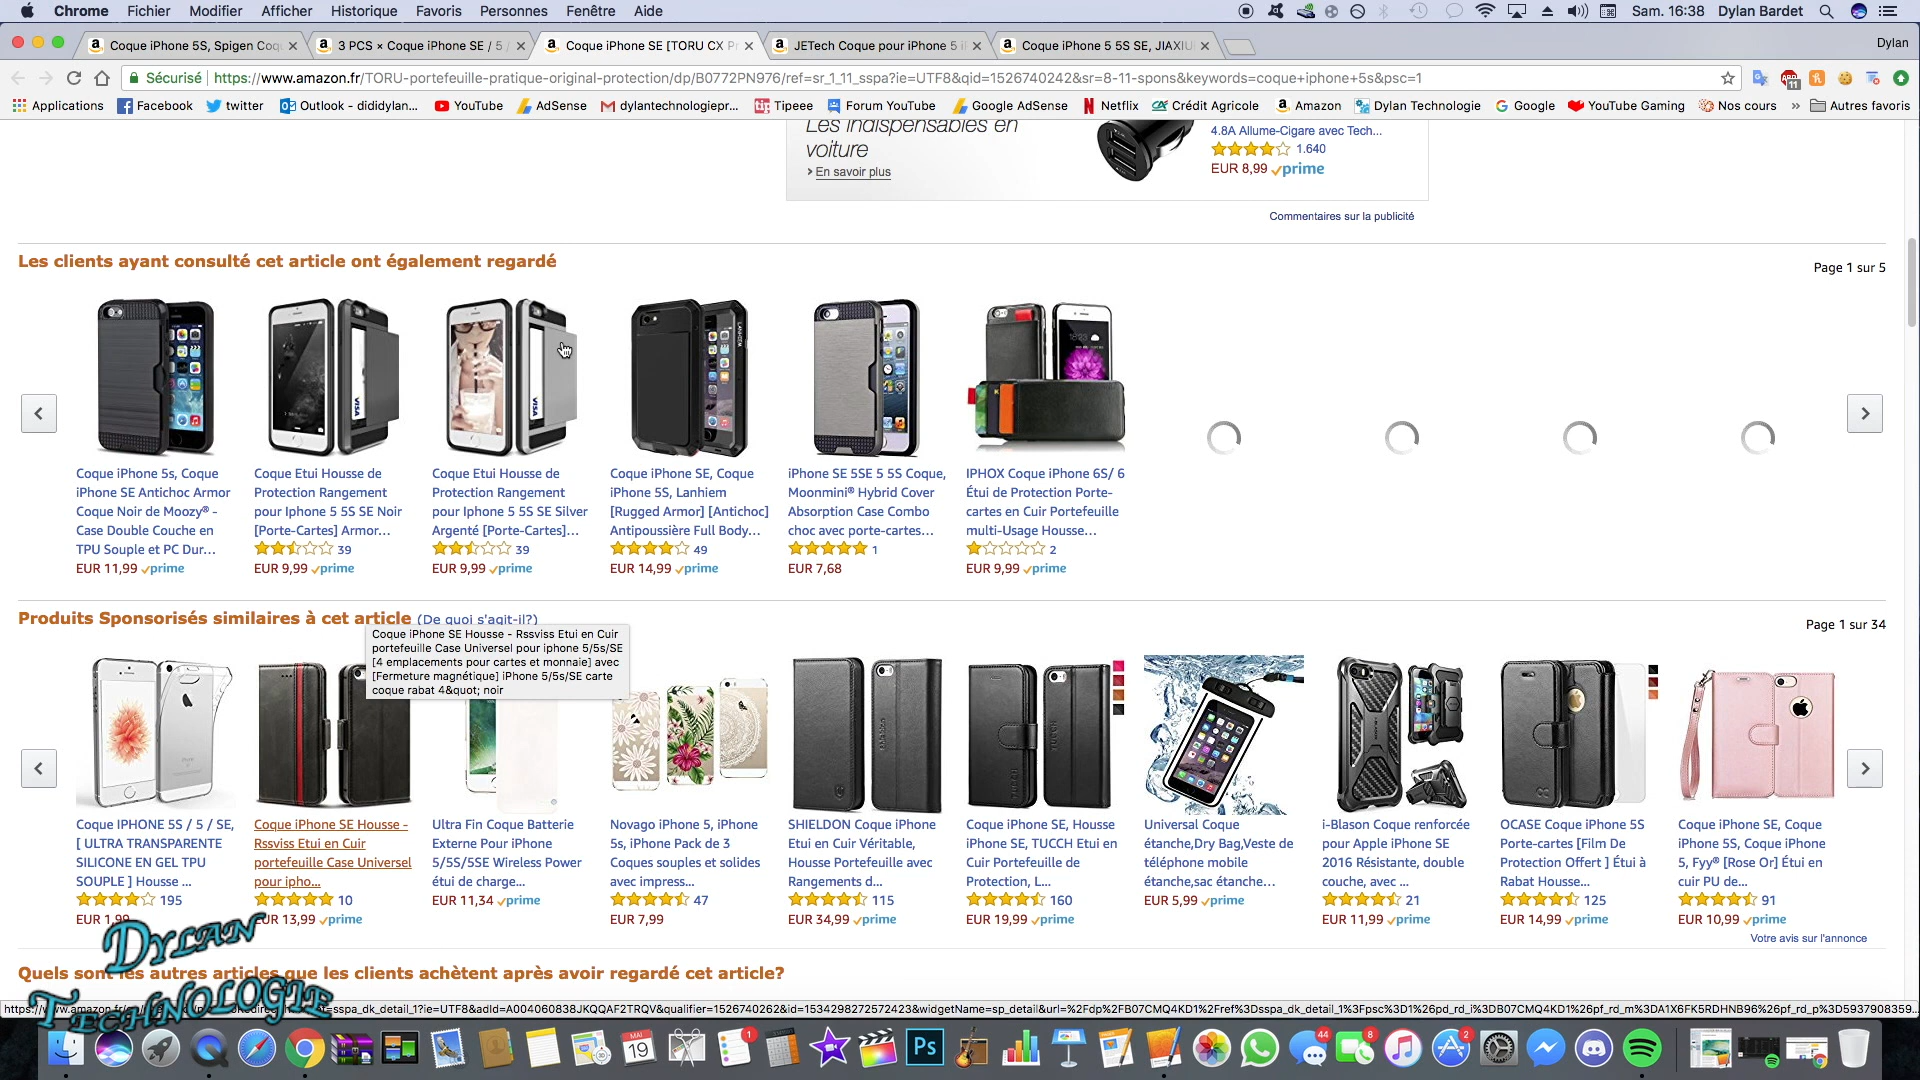 Chrome Fichier Modifier Afficher Historique Favoris Personnes Fenêtre Aide Sam. 16:38 Dylan Bardet
Coque iPhone 5S, Spigen Coq 3 PCS × Coque iPhone SE / 5 / Coque iPhone SE [TORU CX Pr JETech Coque pour iPhone 5 iP Coque iPhone 5 5S SE, JIAXIU Dylan
Sécurisé https://www.amazon.fr/TORU-portefeuille-pratique-original-protection/dp/B0772PN976/ref=sr_1_11_sspa?ie=UTF8&qid=1526740242&sr=8-11-spons&keywords=coque+iphone+5s&psc=1
Applications Facebook twitter Outlook - dididylan... YouTube AdSense dylantechnologiepr... Tipeee Forum YouTube Google AdSense Netflix Crédit Agricole Amazon Dylan Technologie Google YouTube Gaming Nos cours » Autres favoris
Les indispensables en
voiture
› En savoir plus
4.8A Allume-Cigare avec Tech...
1.640
EUR 8,99 prime
Commentaires sur la publicité
Les clients ayant consulté cet article ont également regardé
Page 1 sur 5
Coque iPhone 5s, Coque
iPhone SE Antichoc Armor
Coque Noir de Moozy® -
Case Double Couche en
TPU Souple et PC Dur...
EUR 11,99 prime
Coque Etui Housse de
Protection Rangement
pour Iphone 5 5S SE Noir
[Porte-Cartes] Armor...
39
EUR 9,99 prime
Coque Etui Housse de
Protection Rangement
pour Iphone 5 5S SE Silver
Argenté [Porte-Cartes]...
39
EUR 9,99 prime
Coque iPhone SE, Coque
iPhone 5S, Lanhiem
[Rugged Armor] [Antichoc]
Antipoussière Full Body...
49
EUR 14,99 prime
iPhone SE 5SE 5 5S Coque,
Moonmini® Hybrid Cover
Absorption Case Combo
choc avec porte-cartes...
1
EUR 7,68
IPHOX Coque iPhone 6S/ 6
Étui de Protection Porte-
cartes en Cuir Portefeuille
multi-Usage Housse...
2
EUR 9,99 prime
Produits Sponsorisés similaires à cet article (De quoi s'agit-il?)
Page 1 sur 34
Coque iPhone SE Housse - Rssviss Etui en Cuir
portefeuille Case Universel pour iphone 5/5s/SE
[4 emplacements pour cartes et monnaie] avec
[Fermeture magnétique] iPhone 5/5s/SE carte
coque rabat 4&quot; noir
Coque IPHONE 5S / 5 / SE,
[ ULTRA TRANSPARENTE
SILICONE EN GEL TPU
SOUPLE ] Housse ...
195
EUR 1,99
Coque iPhone SE Housse -
Rssviss Etui en Cuir
portefeuille Case Universel
pour ipho...
10
EUR 13,99 prime
Ultra Fin Coque Batterie
Externe Pour iPhone
5/5S/5SE Wireless Power
étui de charge...
EUR 11,34 prime
Novago iPhone 5, iPhone
5s, iPhone Pack de 3
Coques souples et solides
avec impress...
47
EUR 7,99
SHIELDON Coque iPhone
Etui en Cuir Véritable,
Housse Portefeuille avec
Rangements d...
115
EUR 34,99 prime
Coque iPhone SE, Housse
iPhone SE, TUCCH Etui en
Cuir Portefeuille de
Protection, L...
160
EUR 19,99 prime
Universal Coque
étanche,Dry Bag,Veste de
téléphone mobile
étanche,sac étanche...
EUR 5,99 prime
i-Blason Coque renforcée
pour Apple iPhone SE
2016 Résistante, double
couche, avec ...
21
EUR 11,99 prime
OCASE Coque iPhone 5S
Porte-cartes [Film De
Protection Offert ] Étui à
Rabat Housse...
125
EUR 14,99 prime
Coque iPhone SE, Coque
iPhone 5S, Coque iPhone
5, Fyy® [Rose Or] Étui en
cuir PU de...
91
EUR 10,99 prime
Votre avis sur l'annonce
Quels sont les autres articles que les clients achètent après avoir regardé cet article?
DYLAN
TECHNOLOGIE
MAI
19
Ps
1
44
8
2